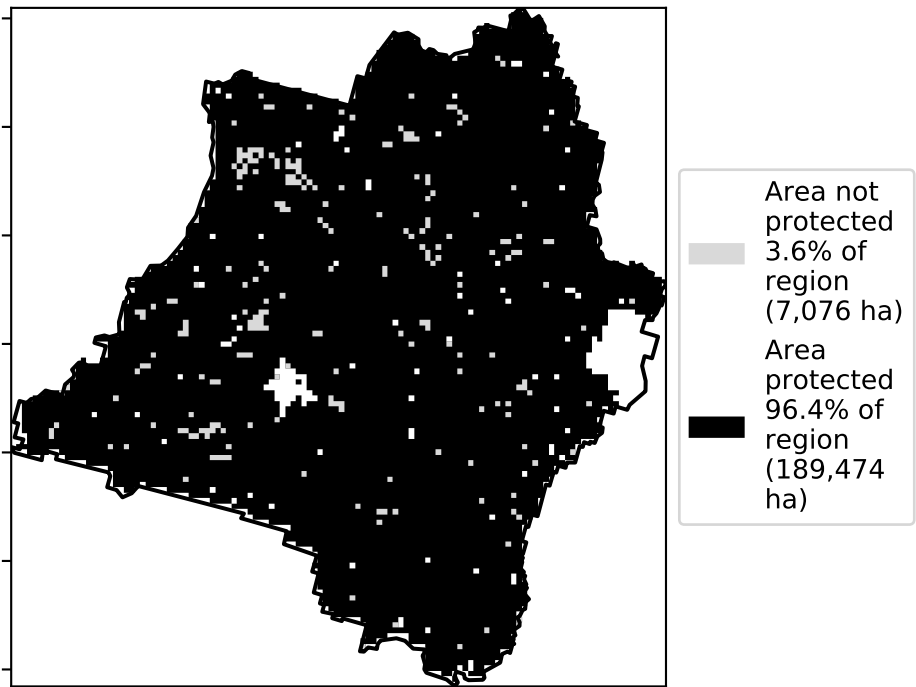 Area not
protected
3.6% of
region
(7,076 ha)
Area
protected
96.4% of
region
(189,474
ha)